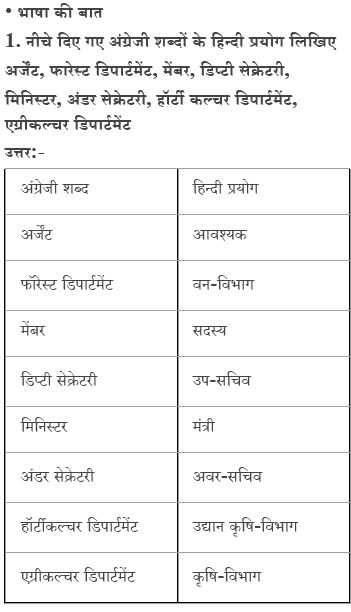 • भाषा की बात
1. नीचे दिए गए अंग्रेजी शब्दों के हिन्दी प्रयोग लिखिए
अर्जेंट, फारेस्ट डिपार्टमेंट, मेंबर, डिप्टी सेक्रेटरी,
मिनिस्टर, अंडर सेक्रेटरी, हॉर्टी कल्चर डिपार्टमेंट,
एग्रीकल्चर डिपार्टमेंट
उत्तर:-
अंग्रेजी शब्द हिन्दी प्रयोग
अर्जेंट आवश्यक
फॉरेस्ट डिपार्टमेंट वन-विभाग
मेंबर सदस्य
डिप्टी सेक्रेटरी उप-सचिव
मिनिस्टर मंत्री
अंडर सेक्रेटरी अवर-सचिव
हॉर्टीकल्चर डिपार्टमेंट उद्यान कृषि-विभाग
एग्रीकल्चर डिपार्टमेंट कृषि-विभाग